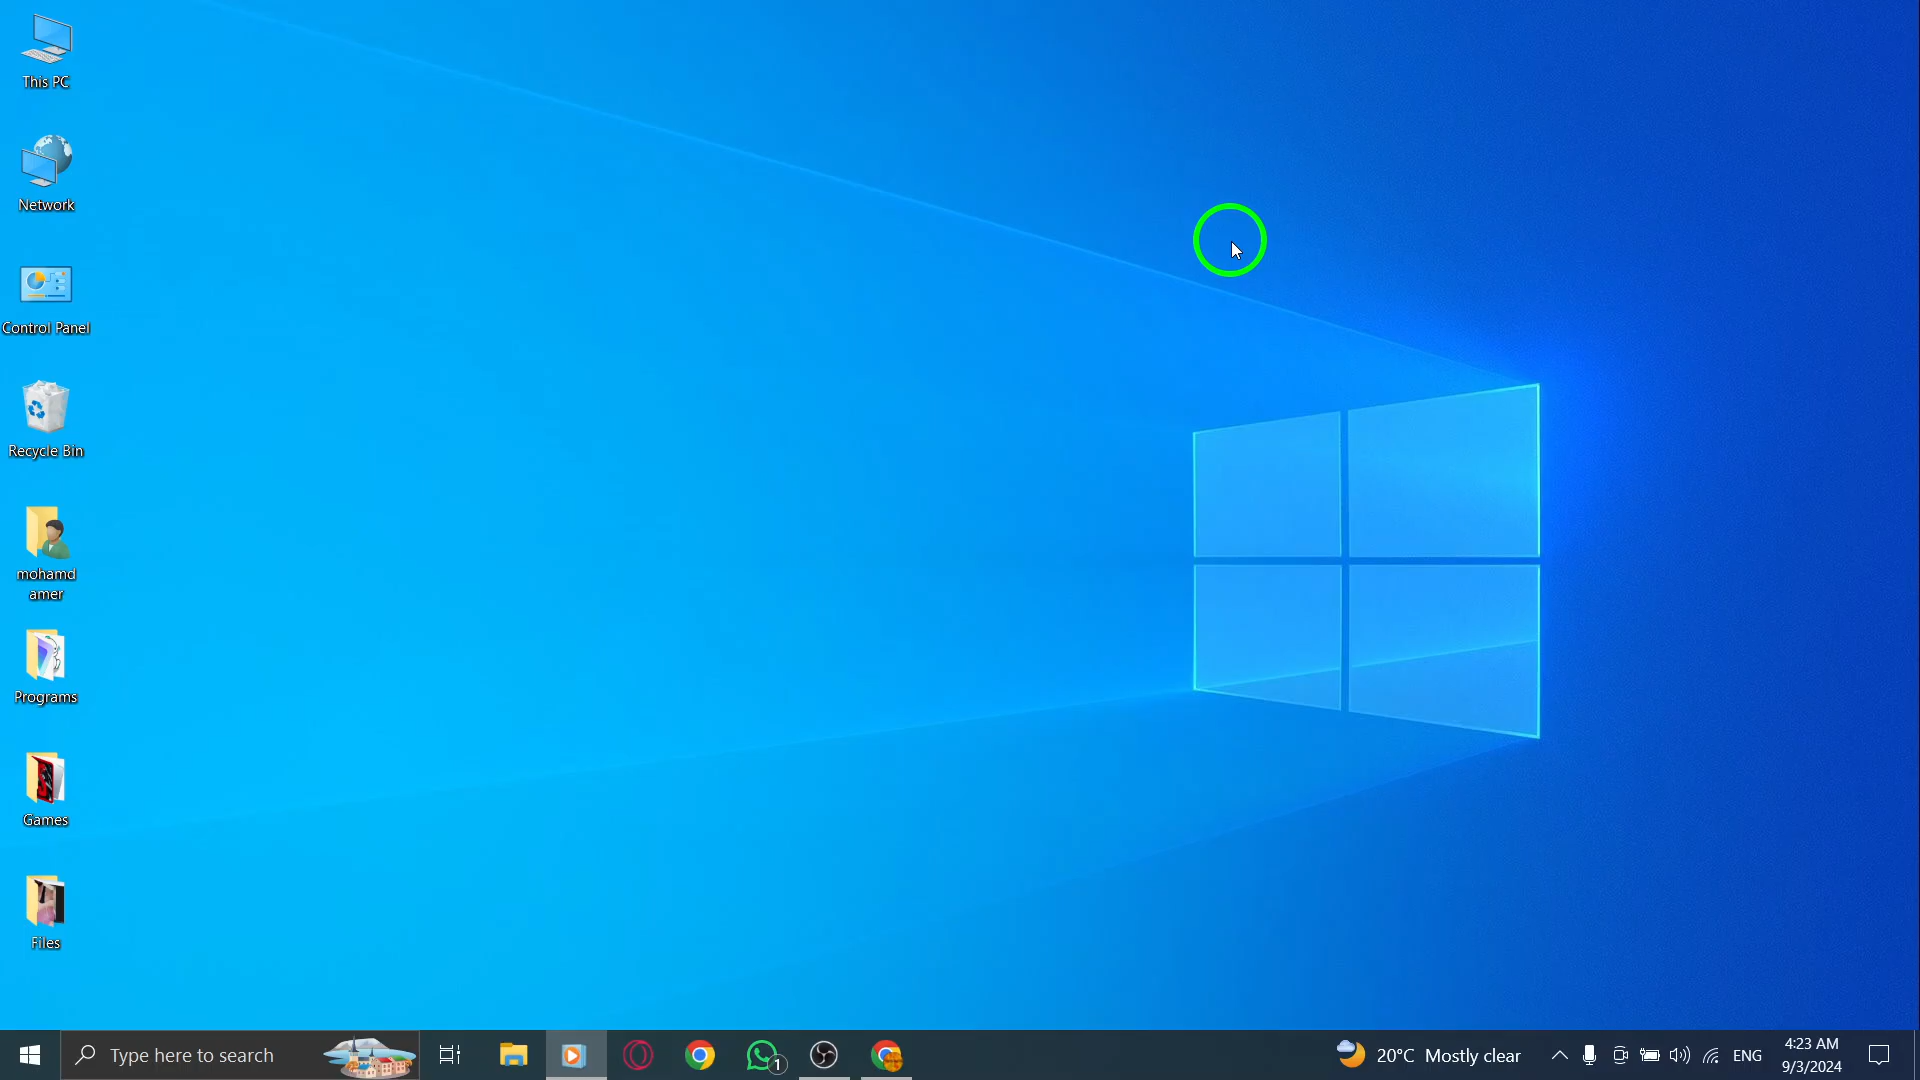 This PC
Network
Control Panel
Recycle Bin
mohamd
amer
Programs
Games
Files
Type here to search
1
20°C Mostly clear
ENG
4:23 AM
9/3/2024